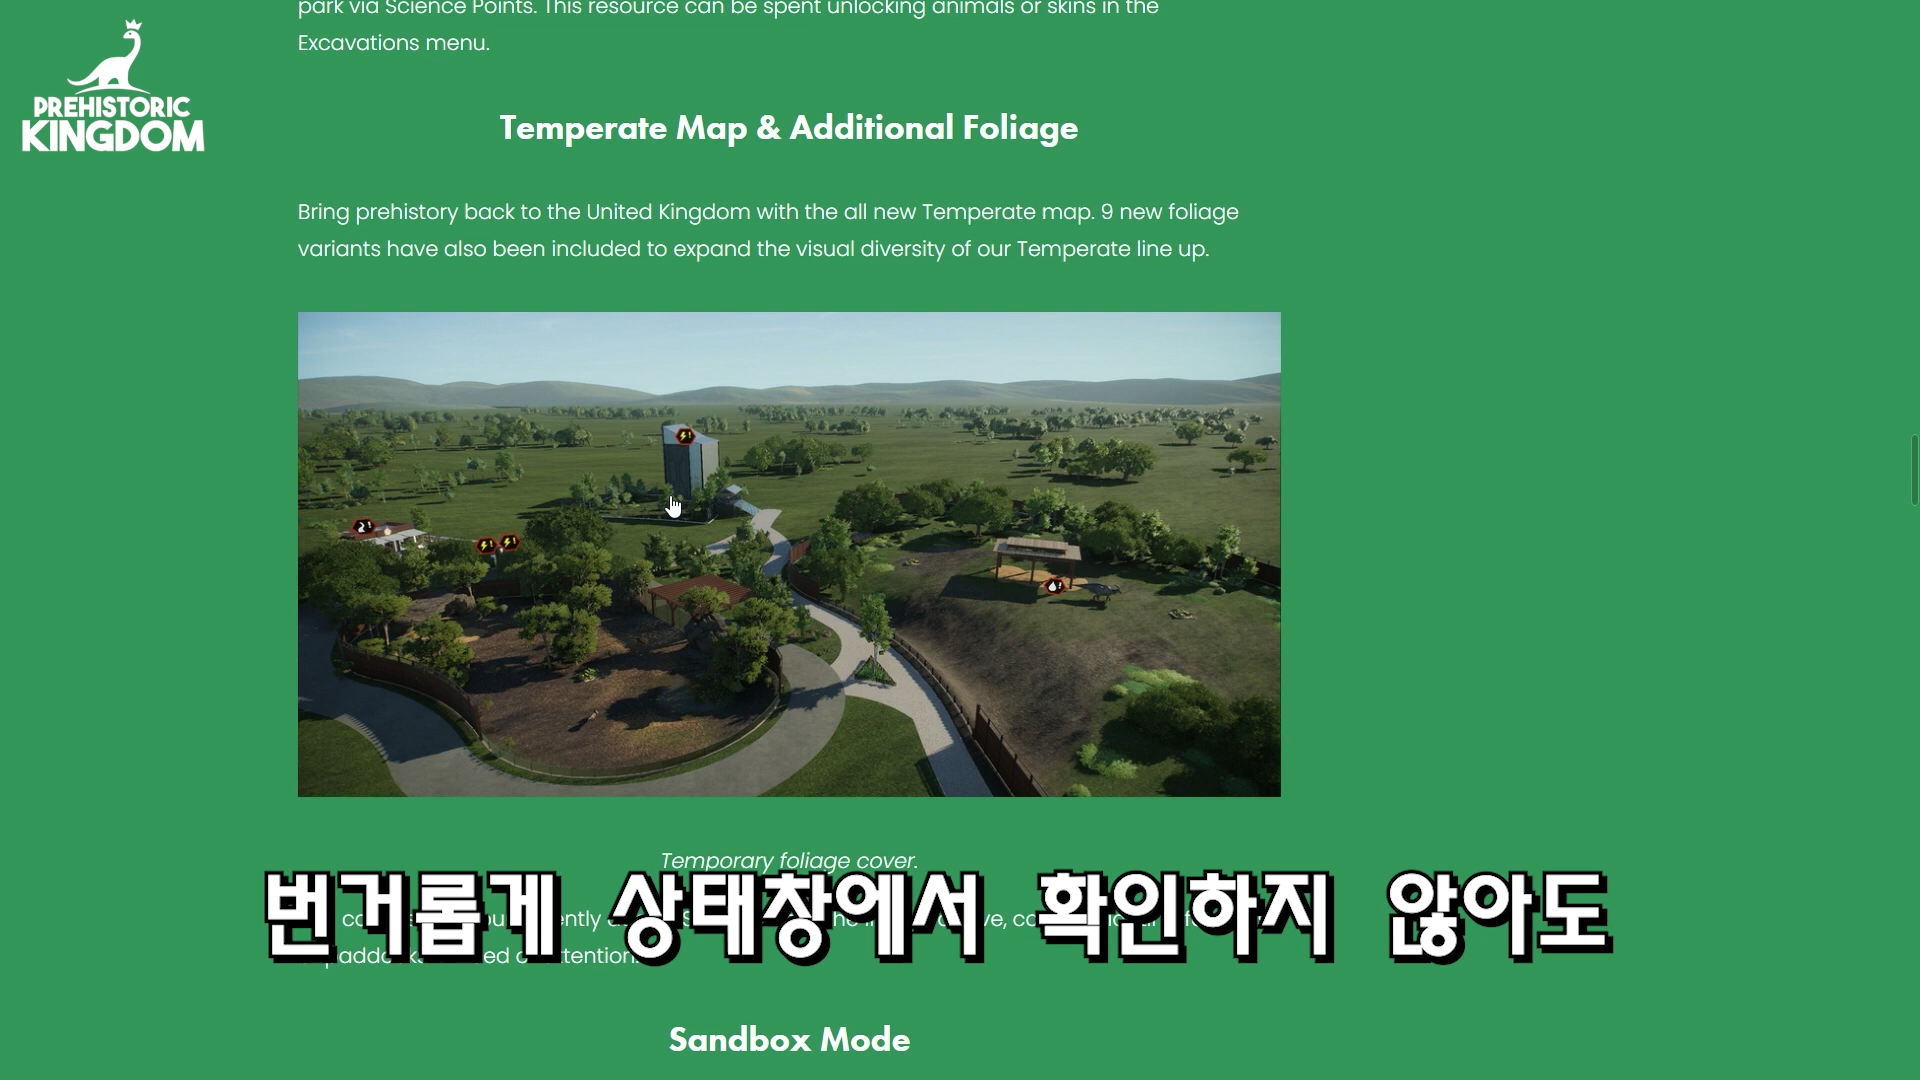 park via Science Points. This resource can be spent unlocking animals or skins in the
Excavations menu.
PREHISTORIC
KINGDOM
Temperate Map & Additional Foliage
Bring prehistory back to the United Kingdom with the all new Temperate map. 9 new foliage
variants have also been included to expand the visual diversity of our Temperate line up.
Temporary foliage cover.
번거롭게 상태창에서 확인하지 않아도
Sandbox Mode